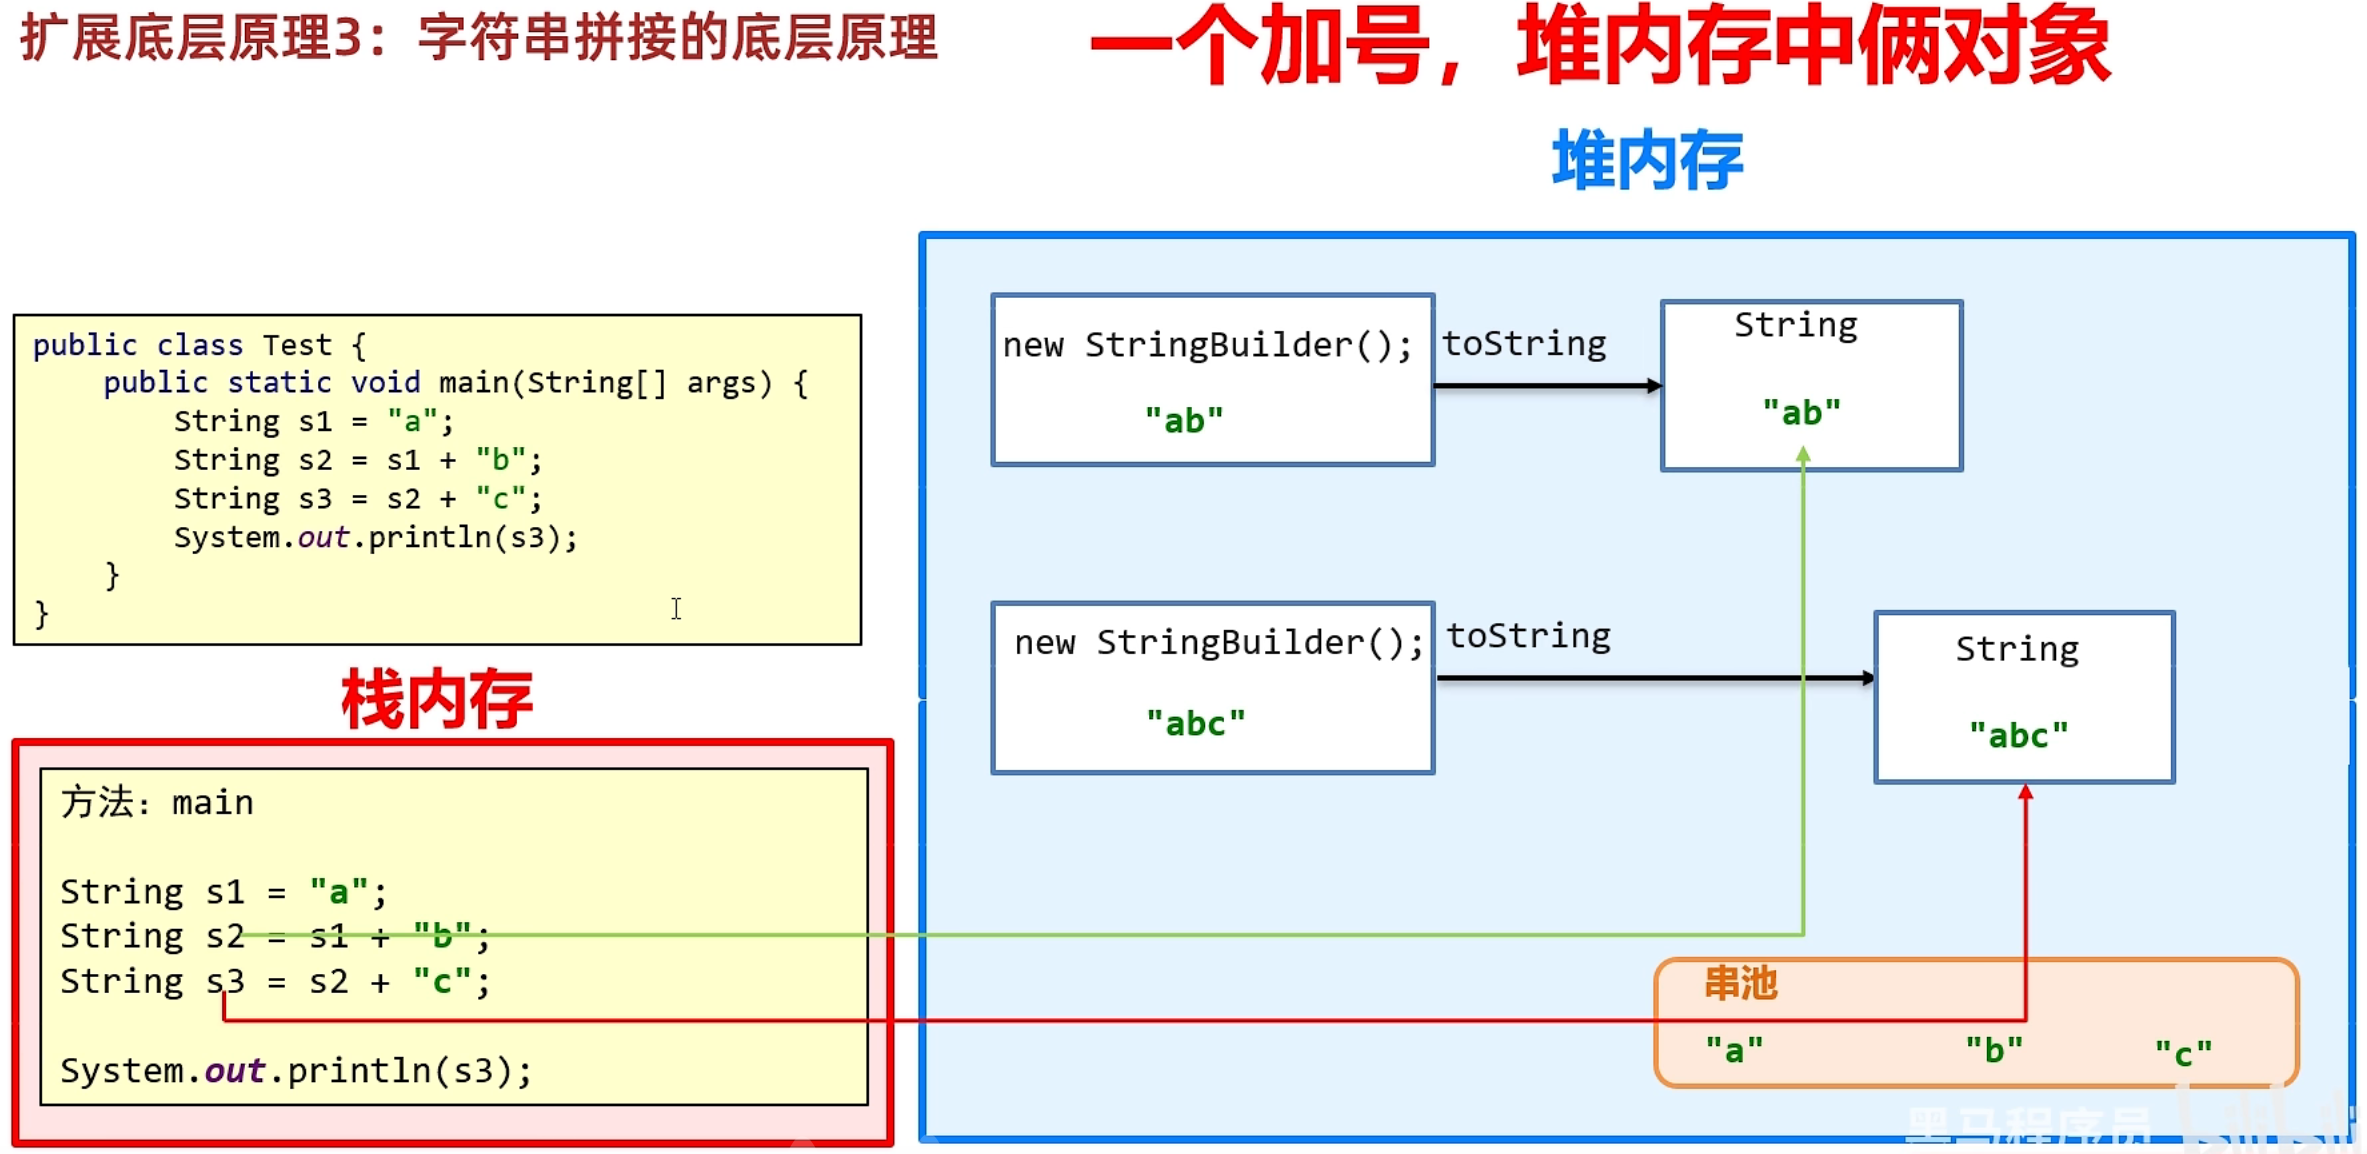 扩展底层原理3：字符串拼接的底层原理
一个加号，堆内存中俩对象
堆内存
public class Test {
public static void main(String[] args) {
String s1 = "a";
String s2 = s1 + "b";
String s3 = s2 + "c";
System.out.println(s3);
}
}
栈内存
方法：main
String s1 = "a";
String s2 = s1 + "b";
String s3 = s2 + "c";
System.out.println(s3);
new StringBuilder();
"ab"
toString
String
"ab"
new StringBuilder();
"abc"
toString
String
"abc"
串池
"a" "b" "c"
黑马程序员 bilibili